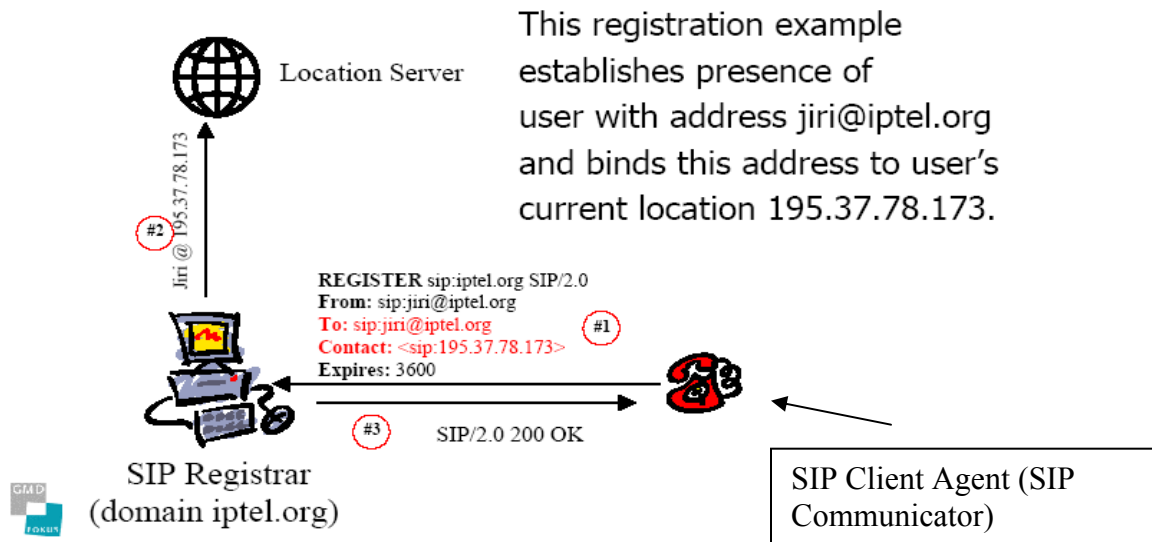 This registration example
establishes presence of
user with address jiri@iptel.org
and binds this address to user's
current location 195.37.78.173.
Location Server
Jiri @ 195.37.78.173
#2
REGISTER sip:iptel.org SIP/2.0
From: sip:jiri@iptel.org
To: sip:jiri@iptel.org
Contact: <sip:195.37.78.173>
Expires: 3600
#1
#3
SIP/2.0 200 OK
SIP Registrar
(domain iptel.org)
GMD
FOKUS
SIP Client Agent (SIP
Communicator)